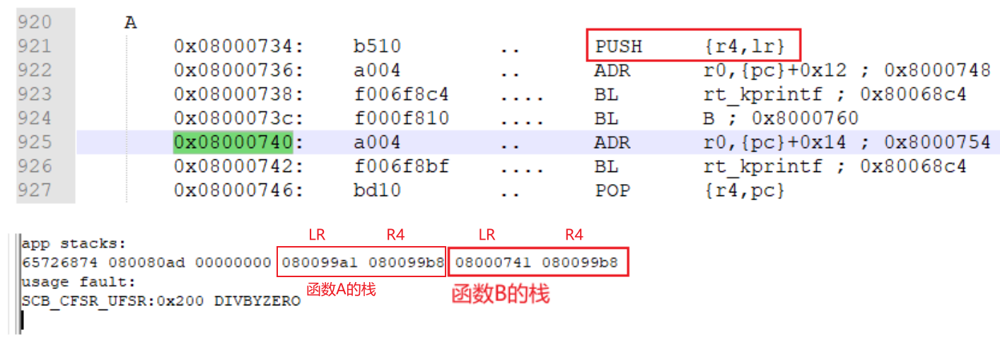 920 A
921 0x08000734: b510 .. PUSH {r4,lr}
922 0x08000736: a004 .. ADR r0,{pc}+0x12 ; 0x8000748
923 0x08000738: f006f8c4 .... BL rt_kprintf ; 0x80068c4
924 0x0800073c: f000f810 .... BL B ; 0x8000760
925 0x08000740: a004 .. ADR r0,{pc}+0x14 ; 0x8000754
926 0x08000742: f006f8bf .... BL rt_kprintf ; 0x80068c4
927 0x08000746: bd10 .. POP {r4,pc}
LR R4 LR R4
app stacks:
65726874 080080ad 00000000 080099a1 080099b8 08000741 080099b8
usage fault:
函数A的栈 函数B的栈
SCB_CFSR_UFSR:0x200 DIVBYZERO